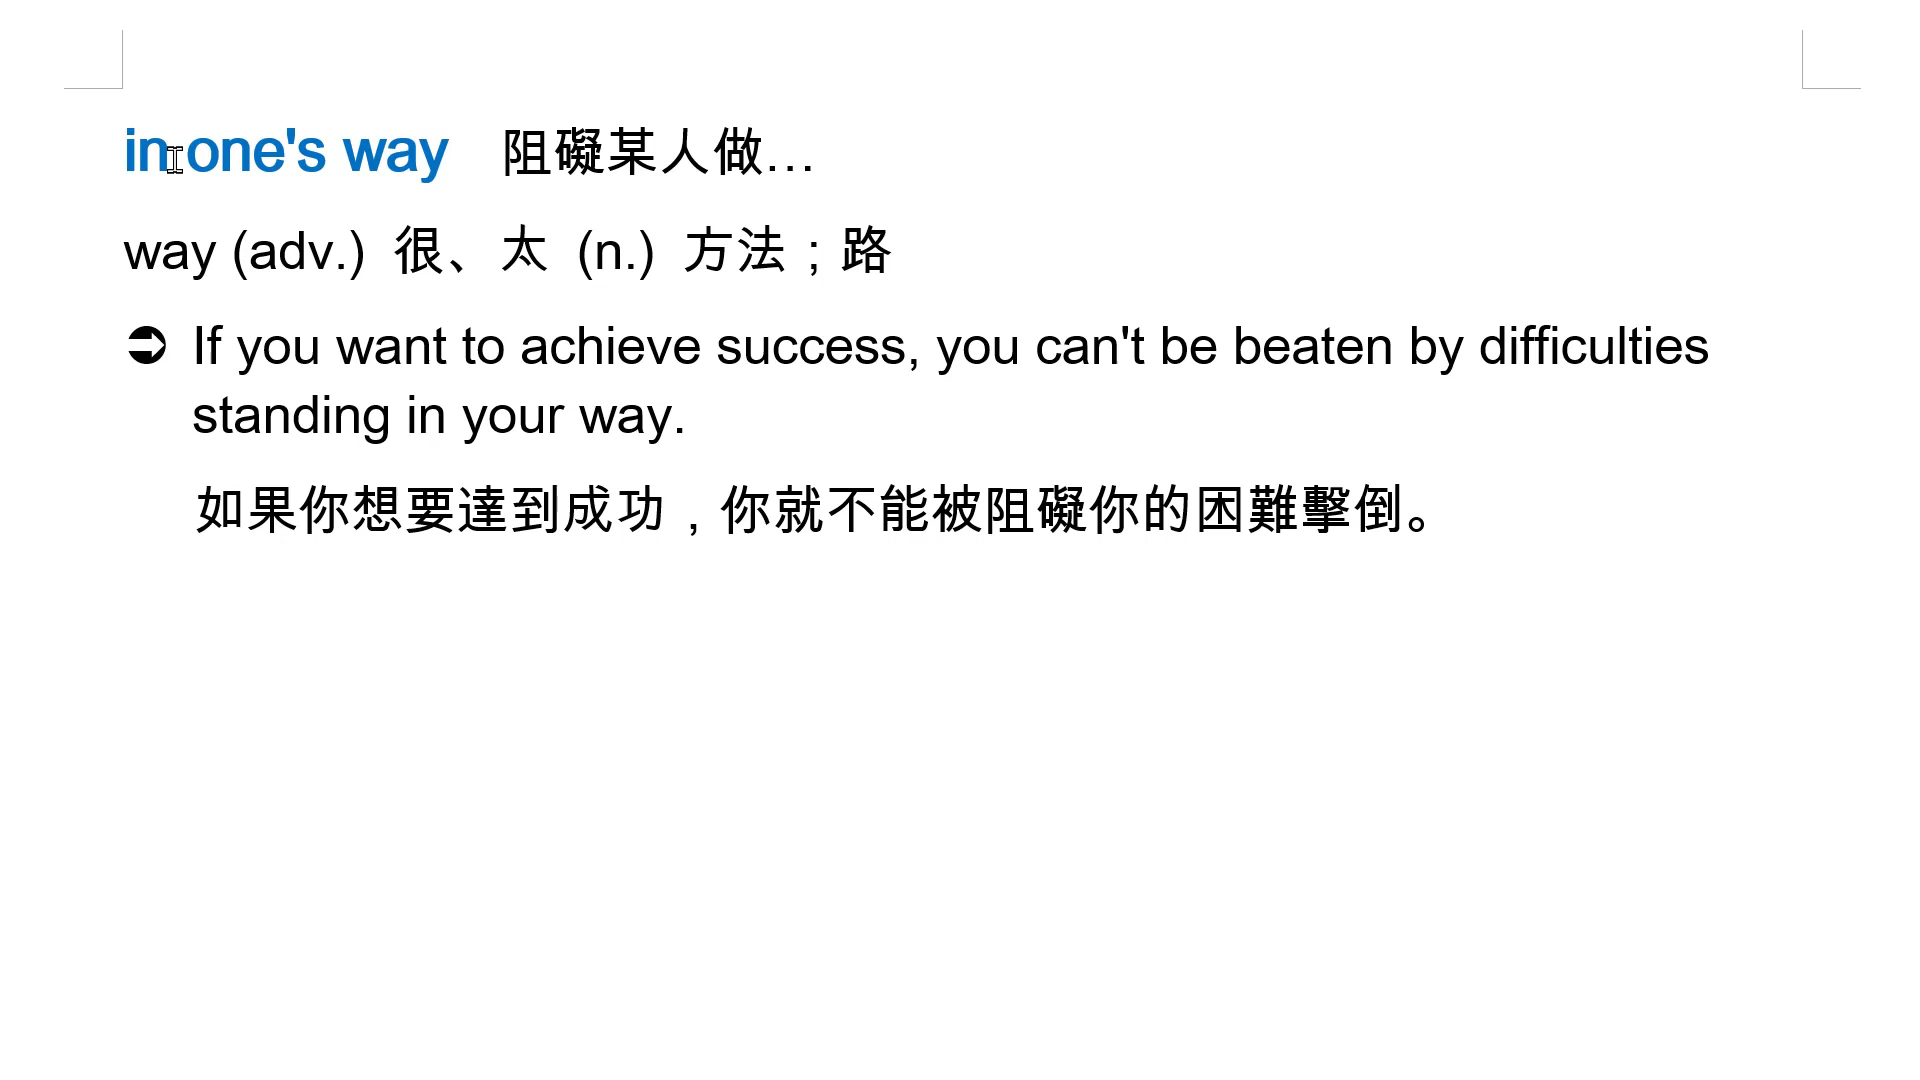 in one's way 阻礙某人做…
way (adv.) 很、太 (n.) 方法；路
➲ If you want to achieve success, you can't be beaten by difficulties
standing in your way.
如果你想要達到成功，你就不能被阻礙你的困難擊倒。